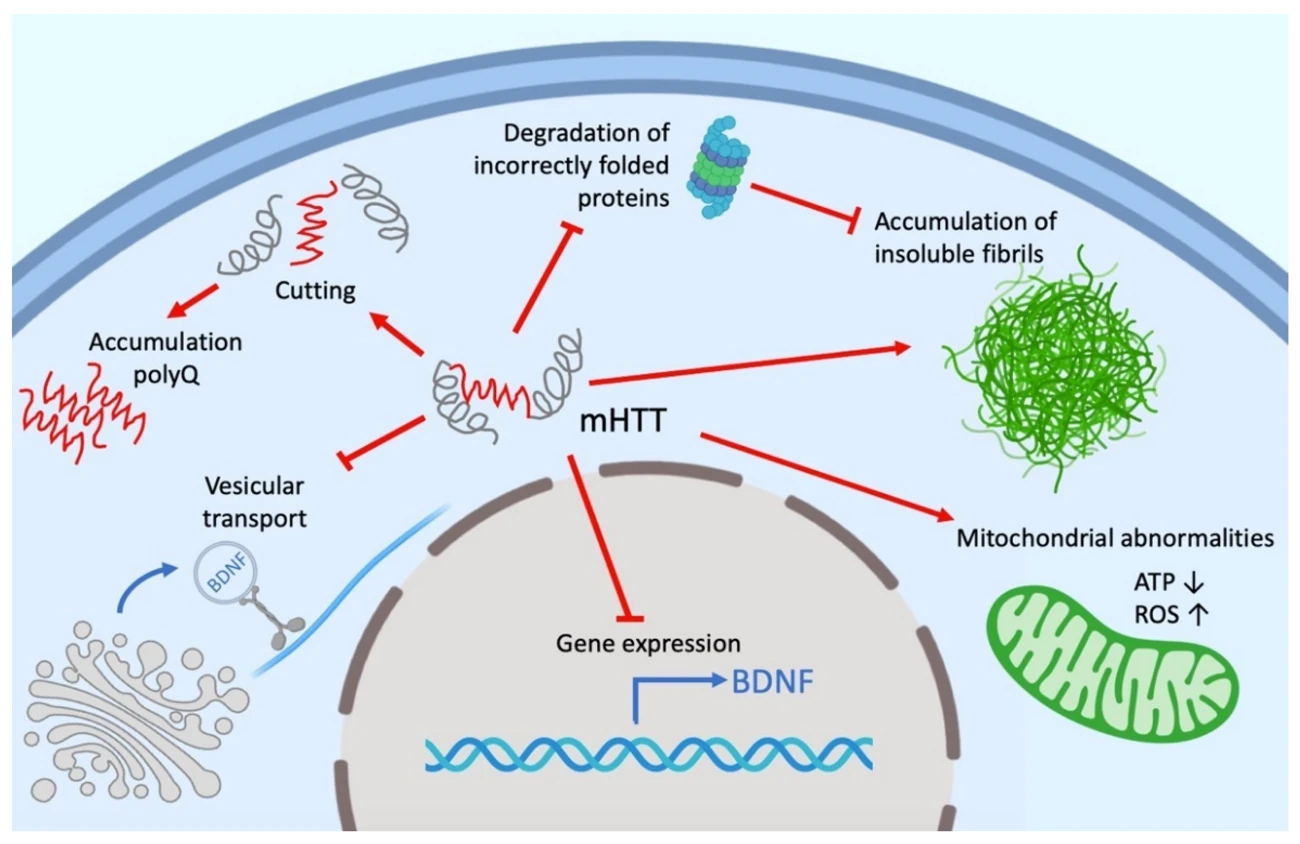 Degradation of
incorrectly folded
proteins
Accumulation of
insoluble fibrils
Cutting
Accumulation
polyQ
mHTT
Vesicular
transport
BDNF
Mitochondrial abnormalities
ATP ↓
ROS ↑
Gene expression
BDNF